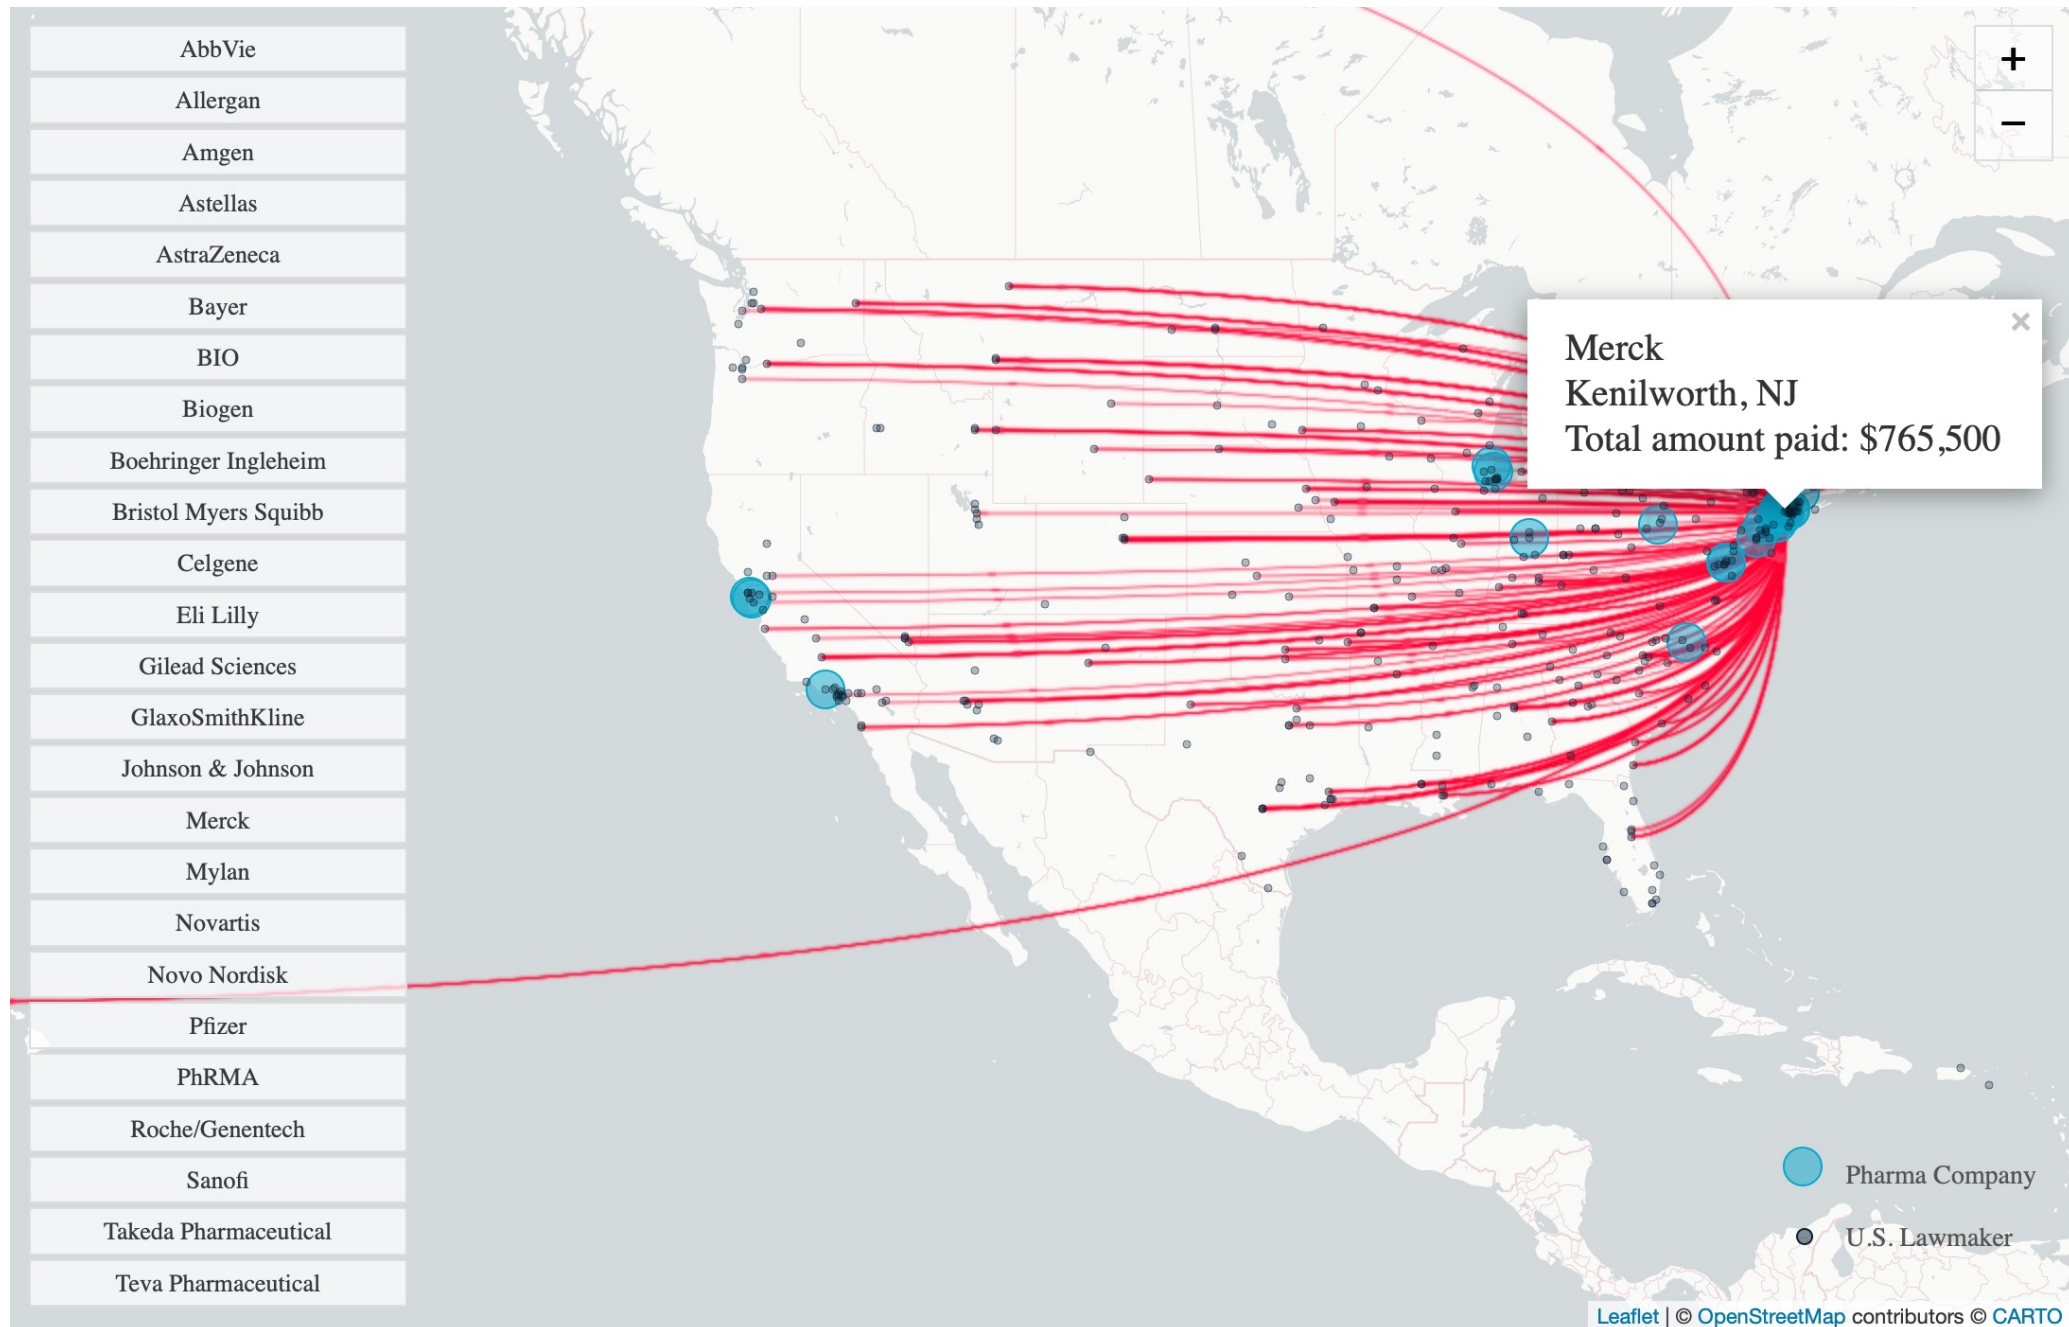 AbbVie
Allergan
Amgen
Astellas
AstraZeneca
Bayer
BIO
Biogen
Boehringer Ingleheim
Bristol Myers Squibb
Celgene
Eli Lilly
Gilead Sciences
GlaxoSmithKline
Johnson & Johnson
Merck
Mylan
Novartis
Novo Nordisk
Pfizer
PhRMA
Roche/Genentech
Sanofi
Takeda Pharmaceutical
Teva Pharmaceutical
+
−
×
Merck
Kenilworth, NJ
Total amount paid: $765,500
Pharma Company
U.S. Lawmaker
Leaflet | © OpenStreetMap contributors © CARTO